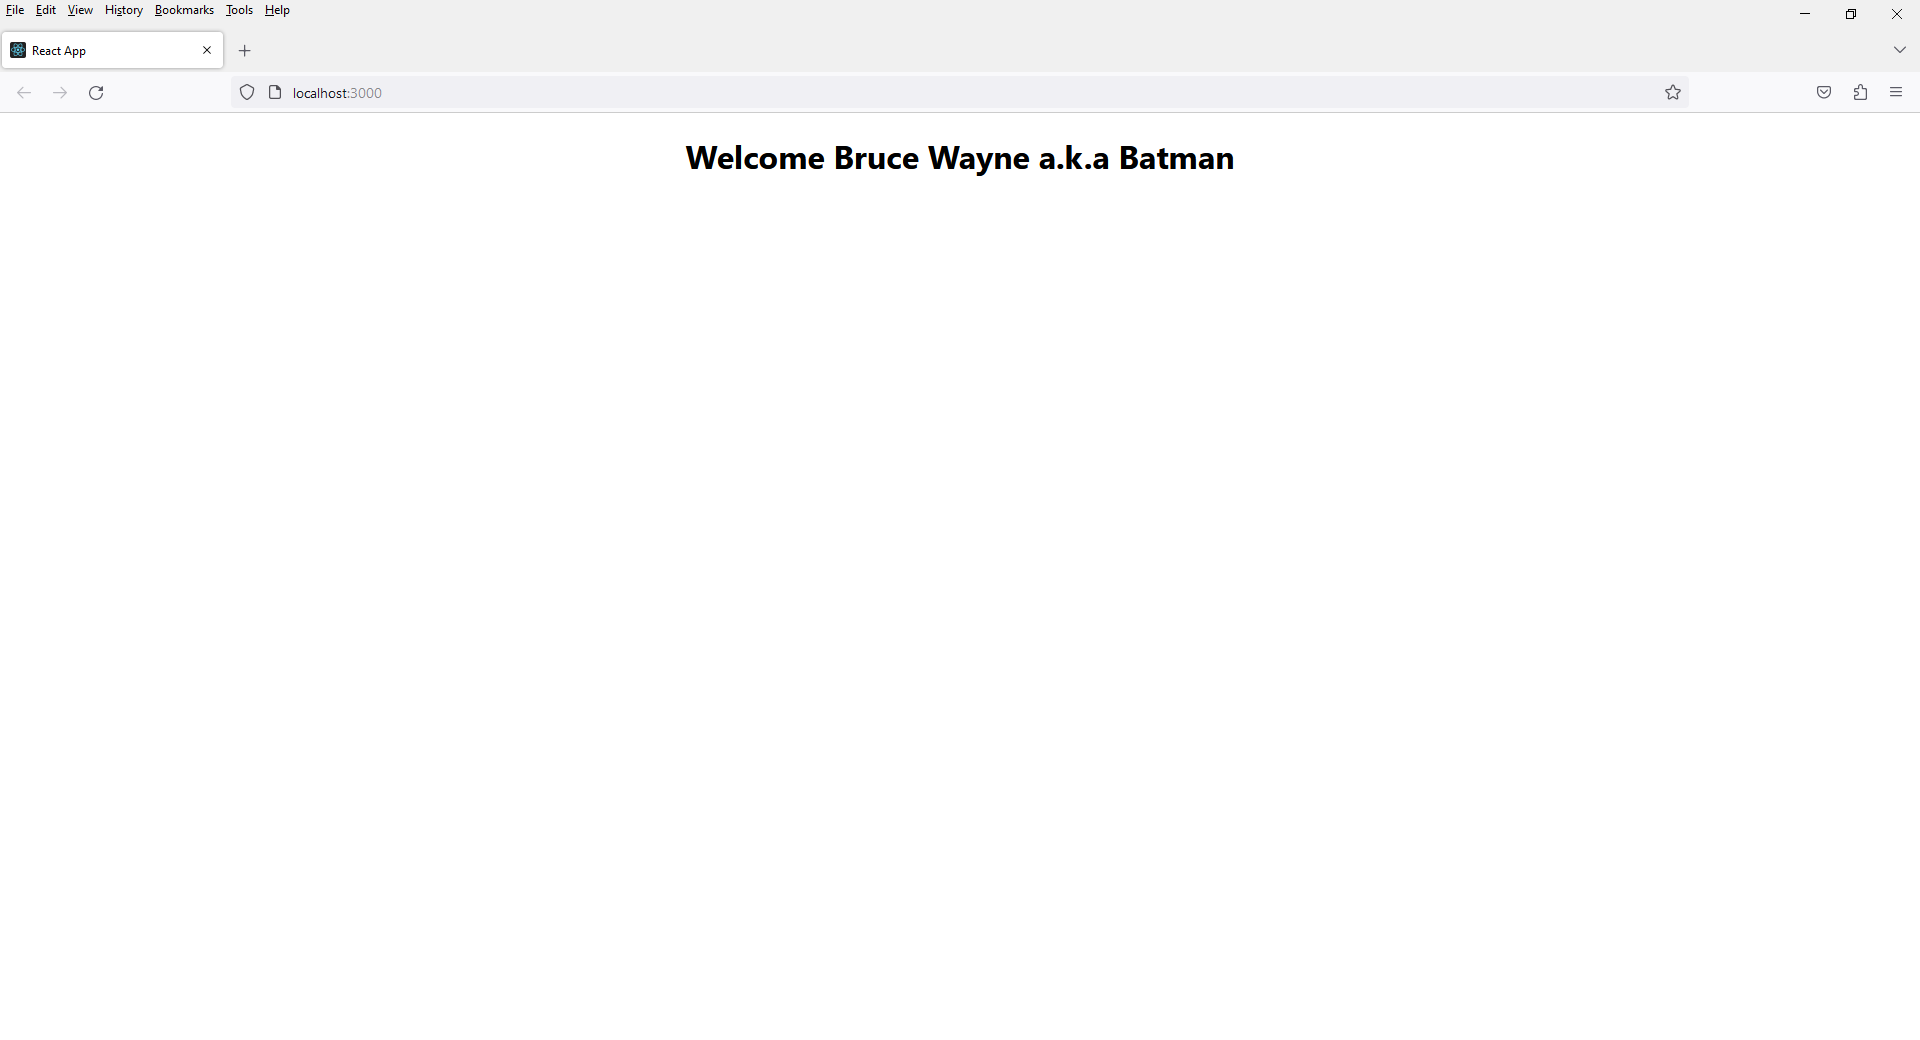 File Edit View History Bookmarks Tools Help
React App
localhost:3000
Welcome Bruce Wayne a.k.a Batman